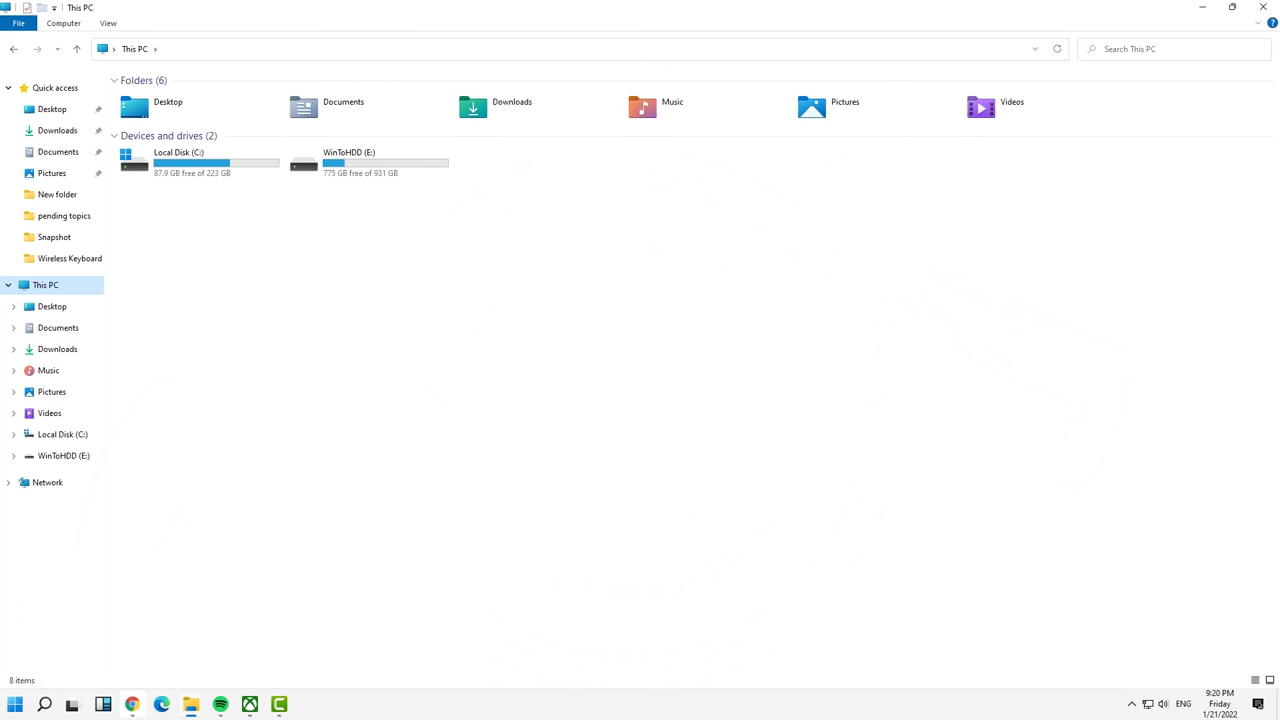 This PC
File
Computer
View
This PC
Search This PC
Quick access
Desktop
Downloads
Documents
Pictures
New folder
pending topics
Snapshot
Wireless Keyboard
This PC
Desktop
Documents
Downloads
Music
Pictures
Videos
Local Disk (C:)
WinToHDD (E:)
Network
Folders (6)
Desktop
Documents
Downloads
Music
Pictures
Videos
Devices and drives (2)
Local Disk (C:)
87.9 GB free of 223 GB
WinToHDD (E:)
775 GB free of 931 GB
8 items
ENG
9:20 PM
Friday
1/21/2022